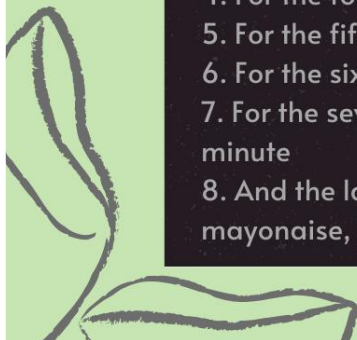 5. For the fif
6. For the six
7. For the sev
minute
8. And the la
mayonaise,